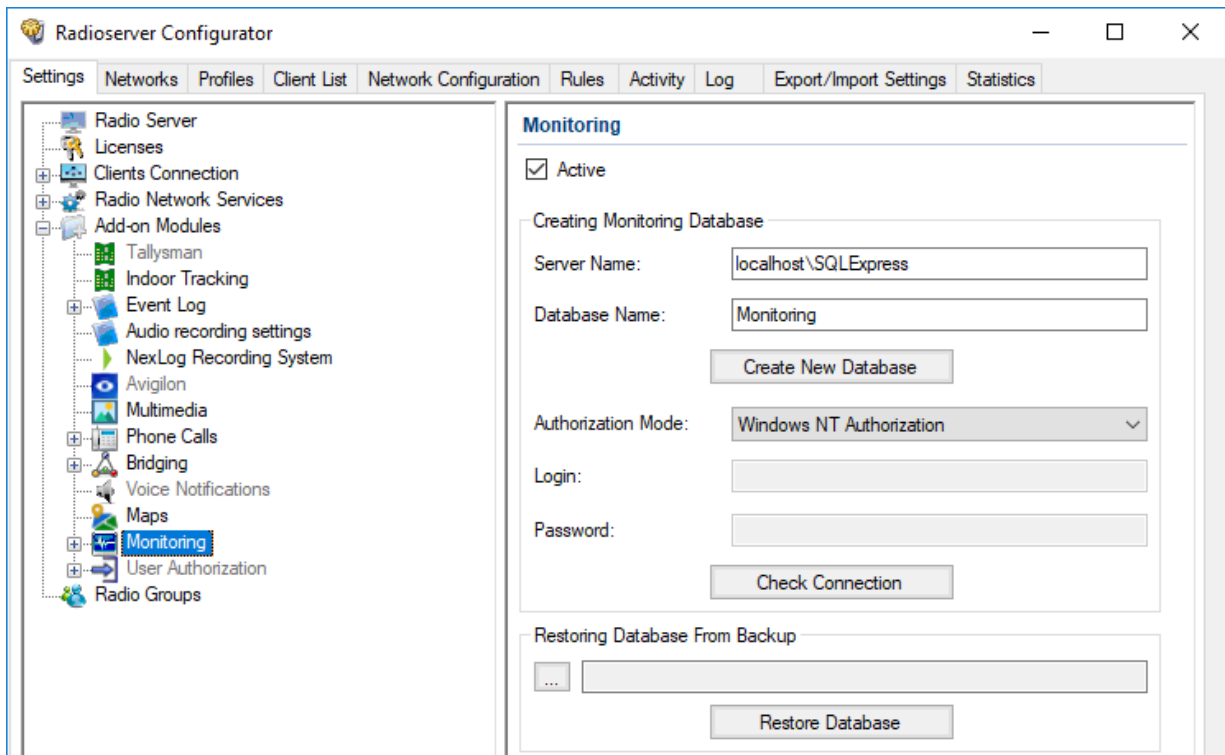 Radioserver Configurator
Settings Networks Profiles Client List Network Configuration Rules Activity Log Export/Import Settings Statistics
Radio Server
Licenses
Clients Connection
Radio Network Services
Add-on Modules
Tallysman
Indoor Tracking
Event Log
Audio recording settings
NexLog Recording System
Avigilon
Multimedia
Phone Calls
Bridging
Voice Notifications
Maps
Monitoring
User Authorization
Radio Groups
Monitoring
Active
Creating Monitoring Database
Server Name: localhost\SQLExpress
Database Name: Monitoring
Create New Database
Authorization Mode: Windows NT Authorization
Login:
Password:
Check Connection
Restoring Database From Backup
...
Restore Database